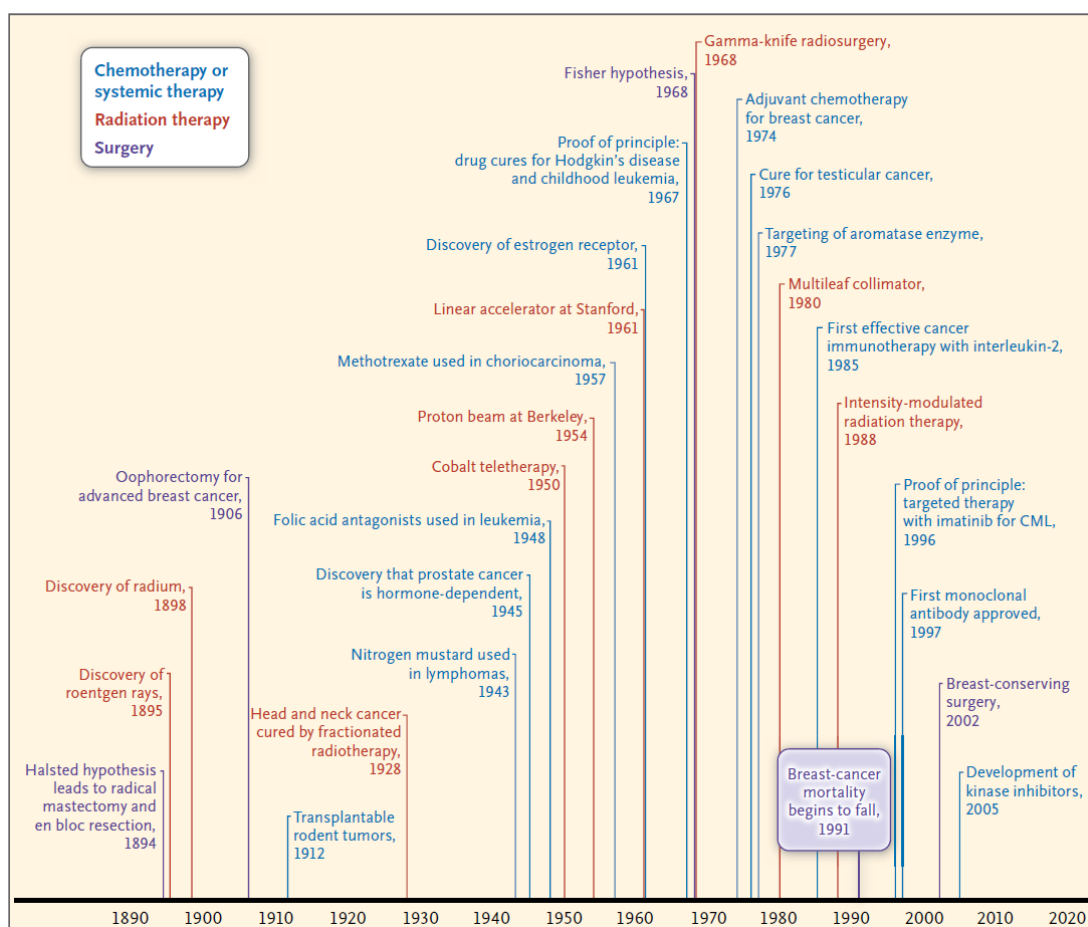 Chemotherapy or
systemic therapy
Radiation therapy
Surgery
Gamma-knife radiosurgery,
1968
Fisher hypothesis,
1968
Adjuvant chemotherapy
for breast cancer,
1974
Proof of principle:
drug cures for Hodgkin's disease
and childhood leukemia,
1967
Cure for testicular cancer,
1976
Targeting of aromatase enzyme,
1977
Discovery of estrogen receptor,
1961
Multileaf collimator,
1980
Linear accelerator at Stanford,
1961
First effective cancer
immunotherapy with interleukin-2,
1985
Methotrexate used in choriocarcinoma,
1957
Intensity-modulated
radiation therapy,
1988
Proton beam at Berkeley,
1954
Cobalt teletherapy,
1950
Oophorectomy for
advanced breast cancer,
1906
Proof of principle:
targeted therapy
with imatinib for CML,
1996
Folic acid antagonists used in leukemia,
1948
Discovery that prostate cancer
is hormone-dependent,
1945
Discovery of radium,
1898
First monoclonal
antibody approved,
1997
Nitrogen mustard used
in lymphomas,
1943
Discovery of
roentgen rays,
1895
Breast-conserving
surgery,
2002
Head and neck cancer
cured by fractionated
radiotherapy,
1928
Halsted hypothesis
leads to radical
mastectomy and
en bloc resection,
1894
Breast-cancer
mortality
begins to fall,
1991
Development of
kinase inhibitors,
2005
Transplantable
rodent tumors,
1912
1890 1900 1910 1920 1930 1940 1950 1960 1970 1980 1990 2000 2010 2020